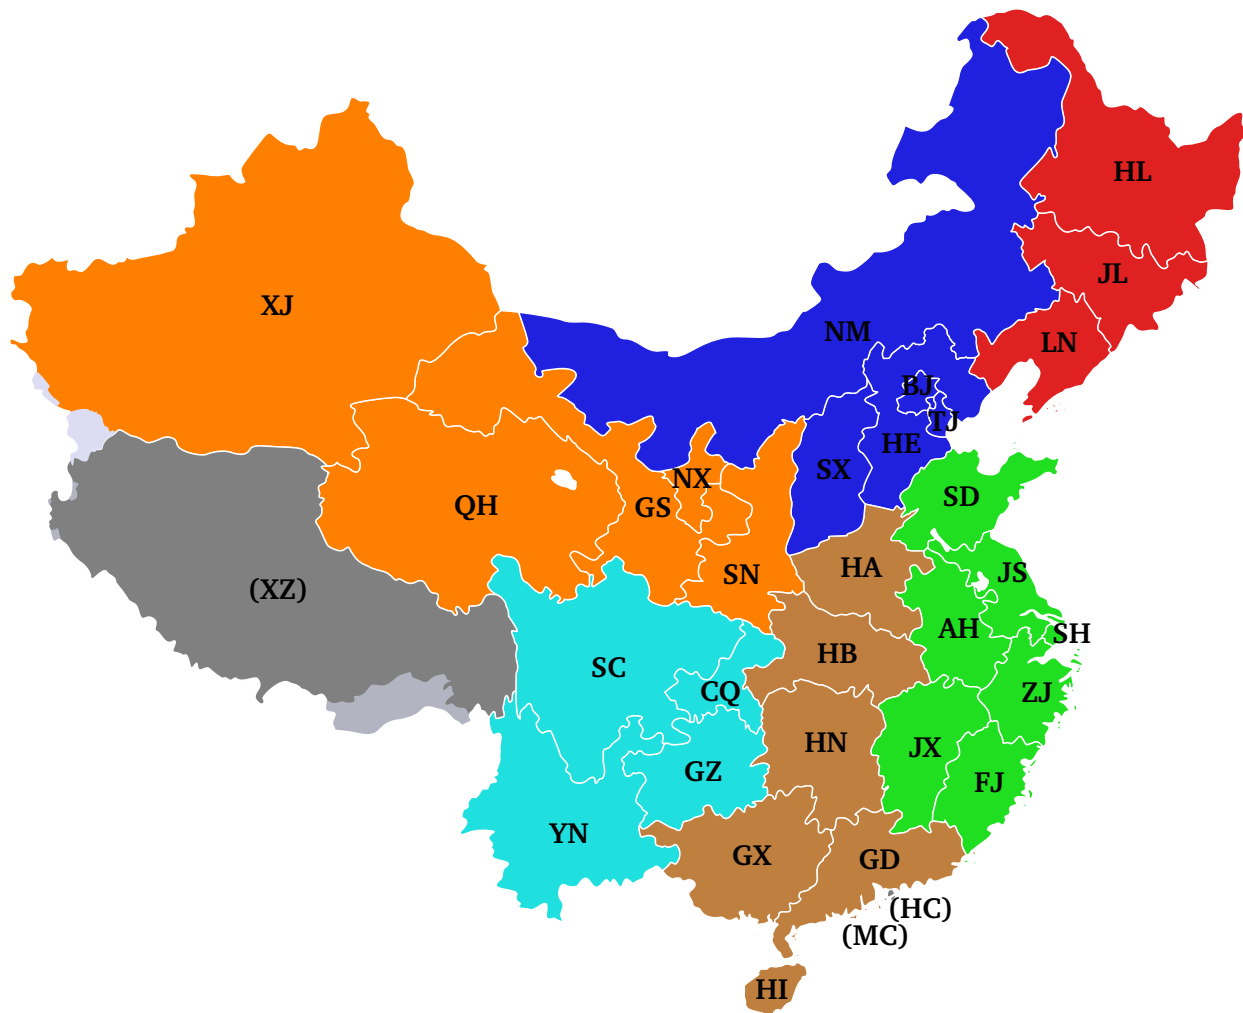 HL
JL
XJ
NM
LN
BJ
TJ
HE
SX
NX
SD
QH
GS
HA
JS
SN
(XZ)
AH
SH
HB
SC
CQ
ZJ
HN
JX
GZ
FJ
YN
GX
GD
(HC)
(MC)
HI